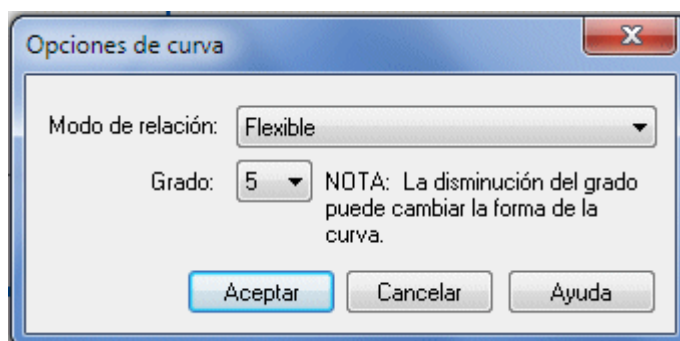 Opciones de curva
Modo de relación: Flexible
Grado: 5 NOTA: La disminución del grado
puede cambiar la forma de la
curva.
Aceptar Cancelar Ayuda